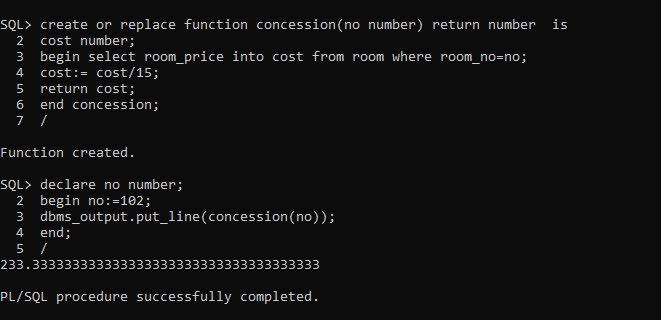 SQL> create or replace function concession(no number) return number  is
  2  cost number;
  3  begin select room_price into cost from room where room_no=no;
  4  cost:= cost/15;
  5  return cost;
  6  end concession;
  7  /
Function created.
SQL> declare no number;
  2  begin no:=102;
  3  dbms_output.put_line(concession(no));
  4  end;
  5  /
233.3333333333333333333333333333333333333
PL/SQL procedure successfully completed.